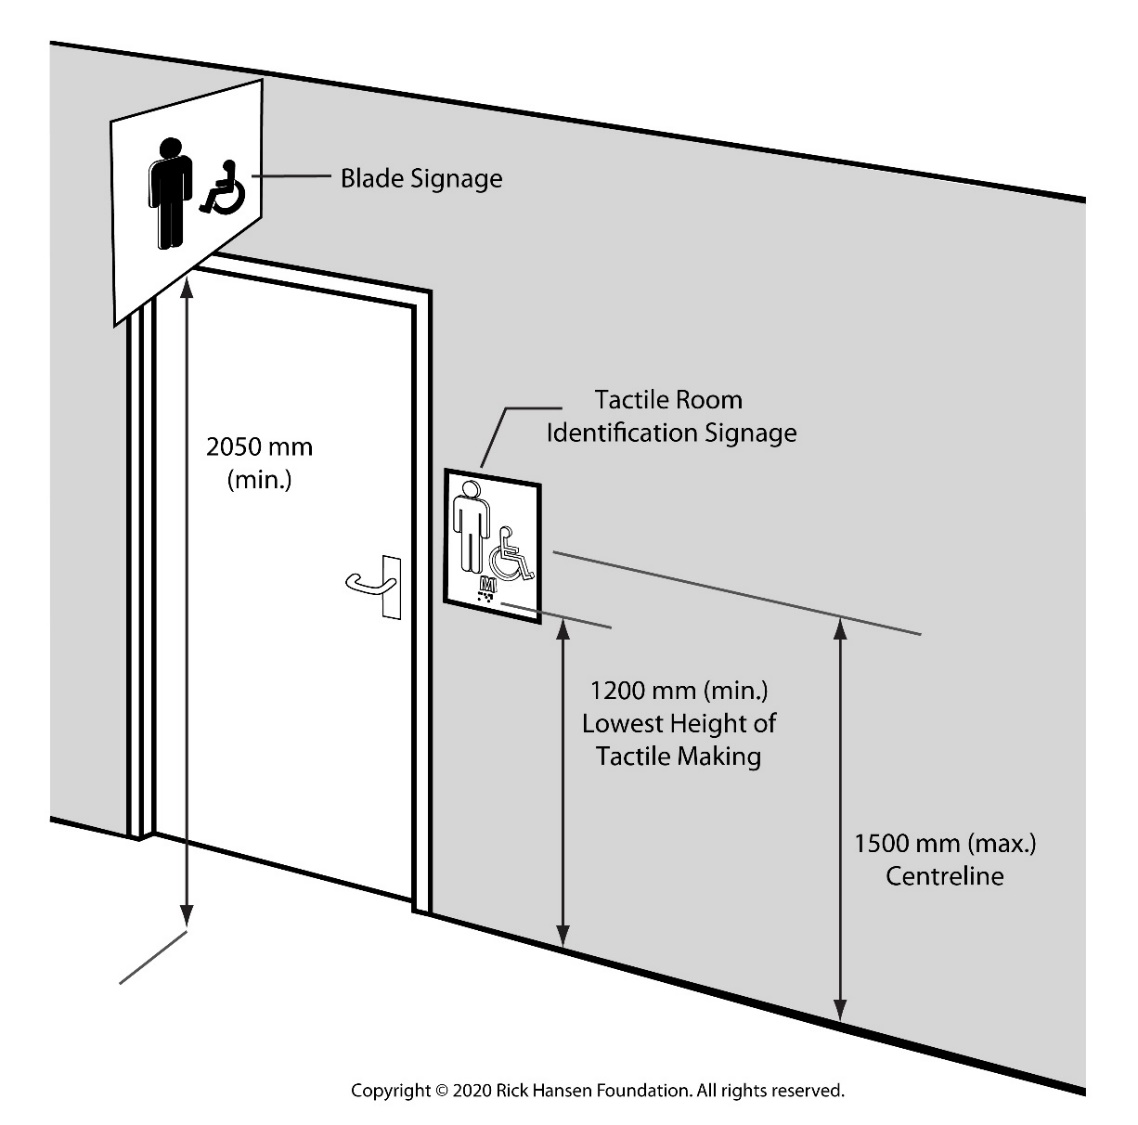 Blade Signage
Tactile Room
Identification Signage
2050 mm
(min.)
1200 mm (min.)
Lowest Height of
Tactile Making
1500 mm (max.)
Centreline
Copyright © 2020 Rick Hansen Foundation. All rights reserved.